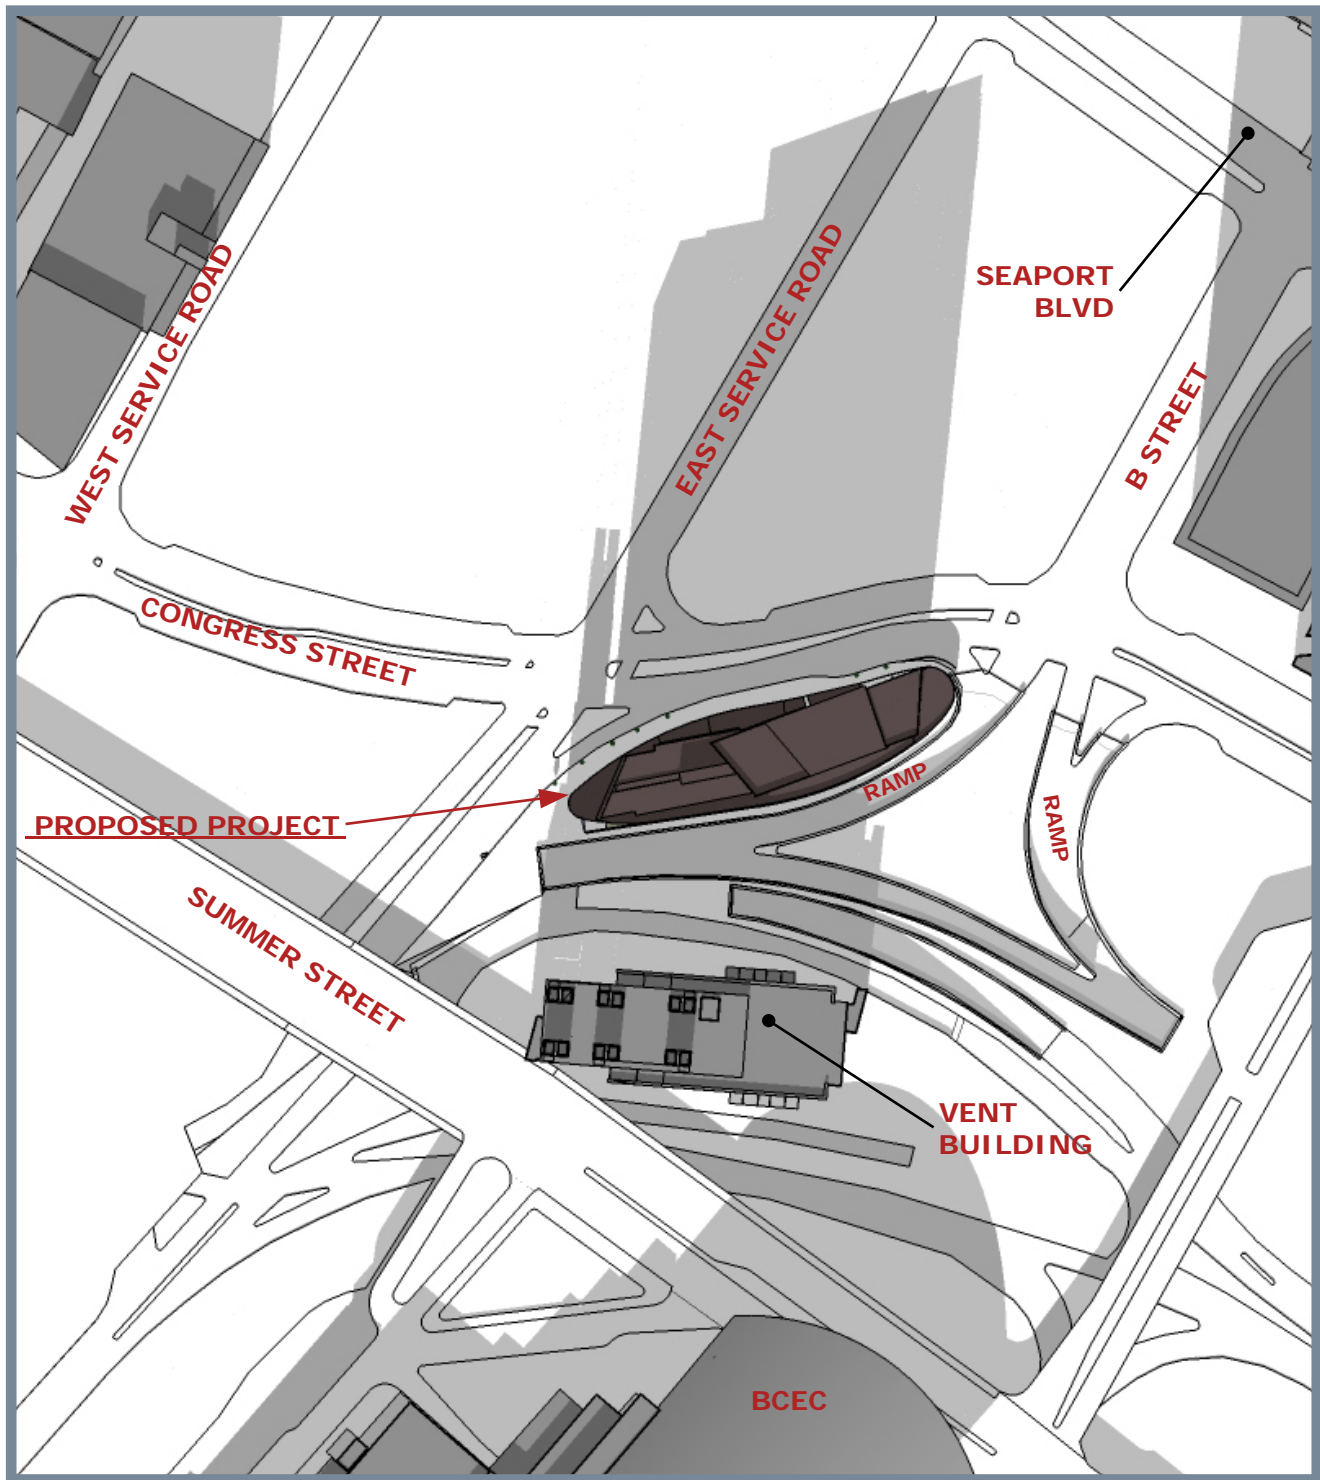 SEAPORT
BLVD
WEST SERVICE ROAD
EAST SERVICE ROAD
B STREET
CONGRESS STREET
RAMP
RAMP
PROPOSED PROJECT
SUMMER STREET
VENT
BUILDING
BCEC